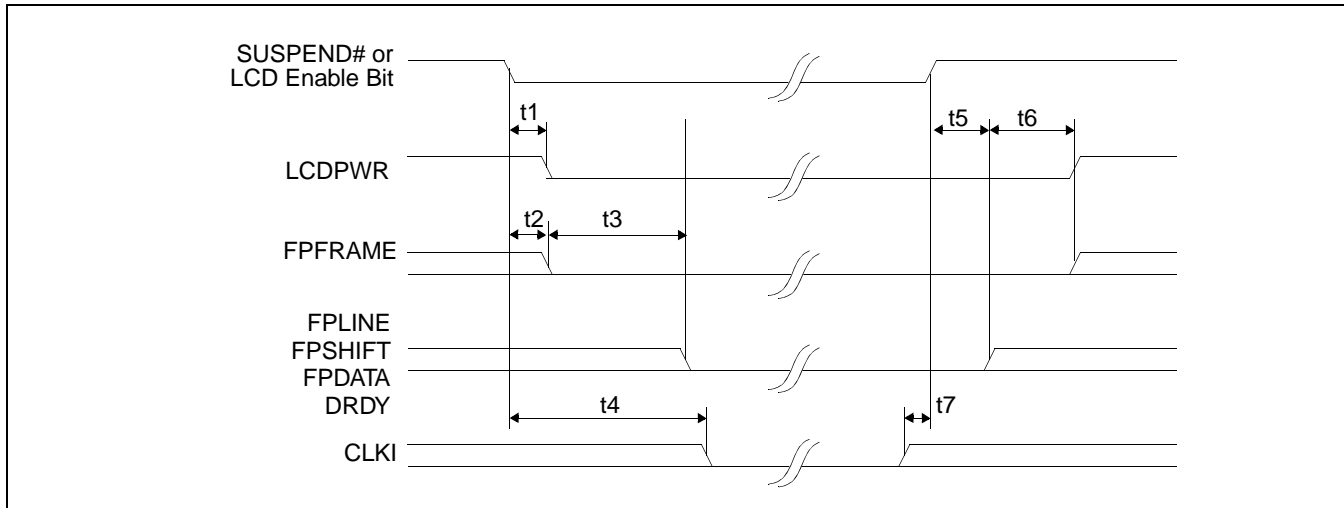 SUSPEND# or
LCD Enable Bit
t1
t5
t6
LCDPWR
t2
t3
FPFRAME
FPLINE
FPSHIFT
FPDATA
DRDY
t4
t7
CLKI